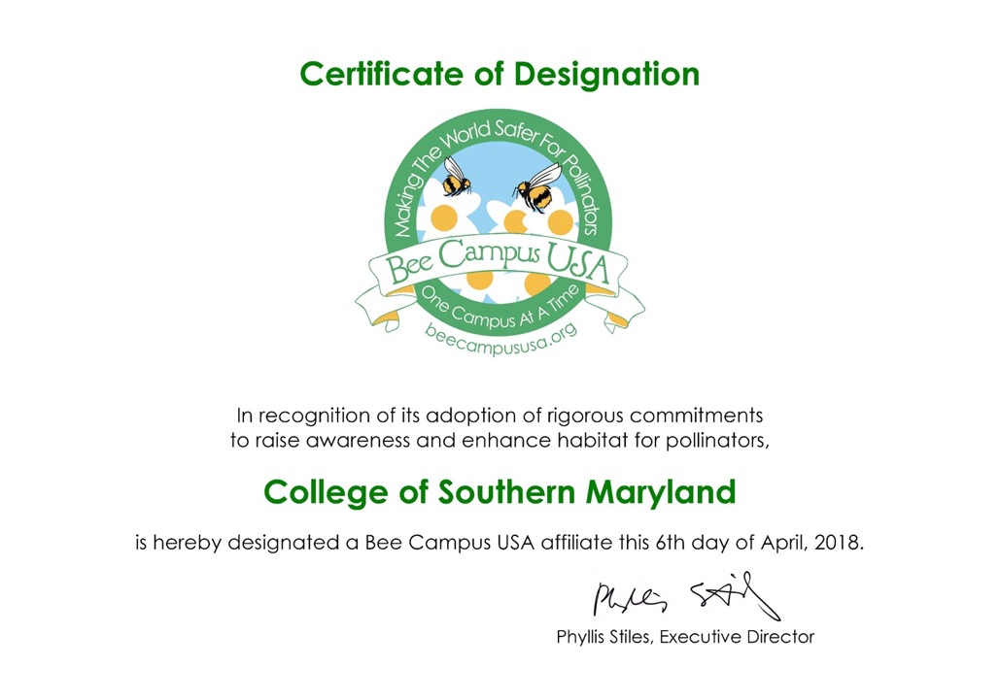 Certificate of Designation
Making The World Safer For Pollinators
Bee Campus USA
One Campus At A Time
beecampususa.org
In recognition of its adoption of rigorous commitments
to raise awareness and enhance habitat for pollinators,
College of Southern Maryland
is hereby designated a Bee Campus USA affiliate this 6th day of April, 2018.
Phyllis Stiles
Phyllis Stiles, Executive Director